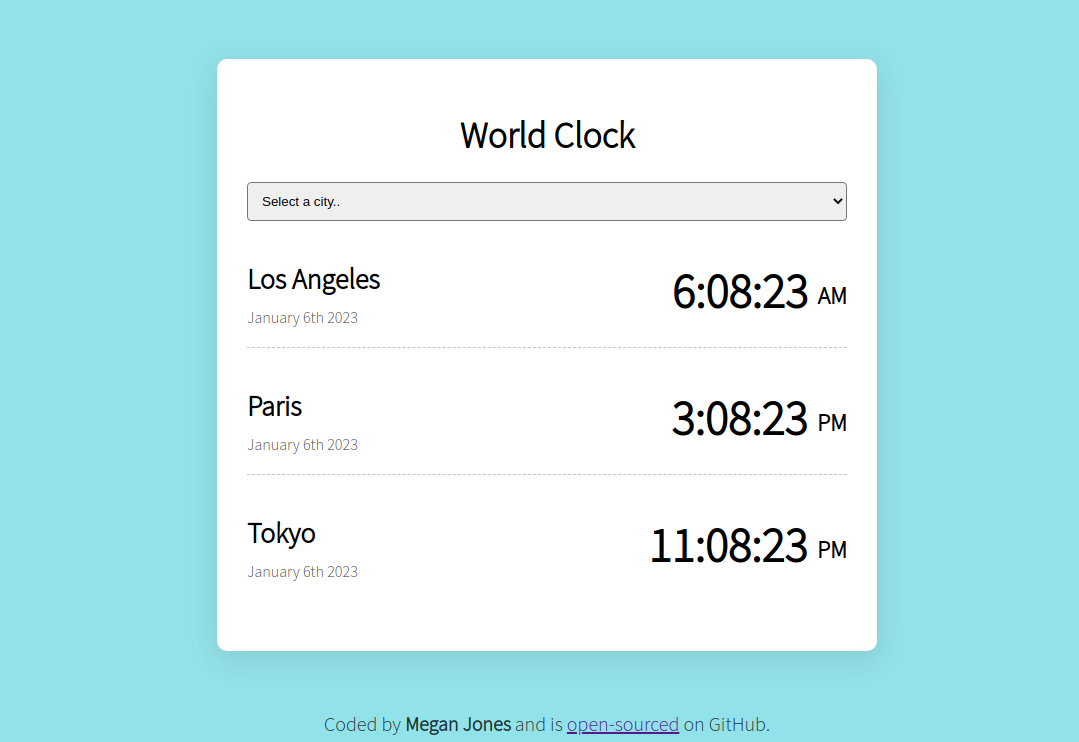 World Clock
Select a city..
Los Angeles
6:08:23 AM
January 6th 2023
Paris
3:08:23 PM
January 6th 2023
Tokyo
11:08:23 PM
January 6th 2023
Coded by Megan Jones and is open-sourced on GitHub.